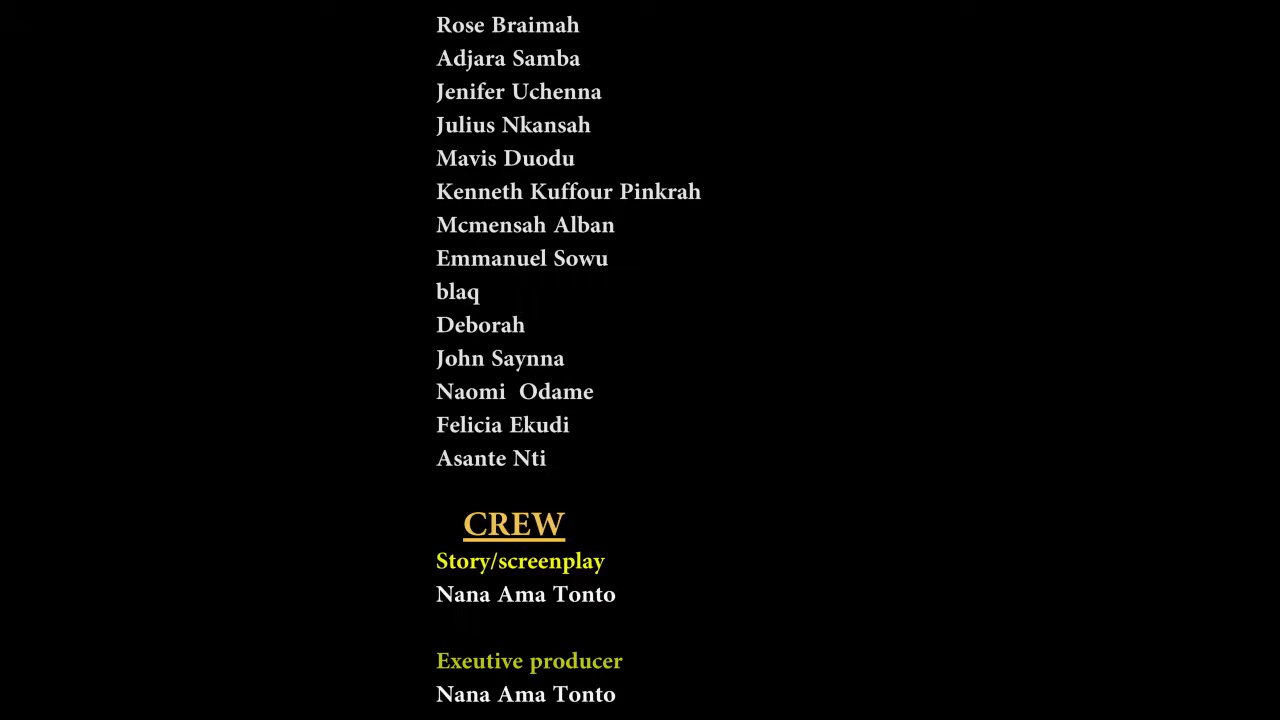 Rose Braimah
Adjara Samba
Jenifer Uchenna
Julius Nkansah
Mavis Duodu
Kenneth Kuffour Pinkrah
Mcmensah Alban
Emmanuel Sowu
blaq
Deborah
John Saynna
Naomi  Odame
Felicia Ekudi
Asante Nti
CREW
Story/screenplay
Nana Ama Tonto
Exeutive producer
Nana Ama Tonto